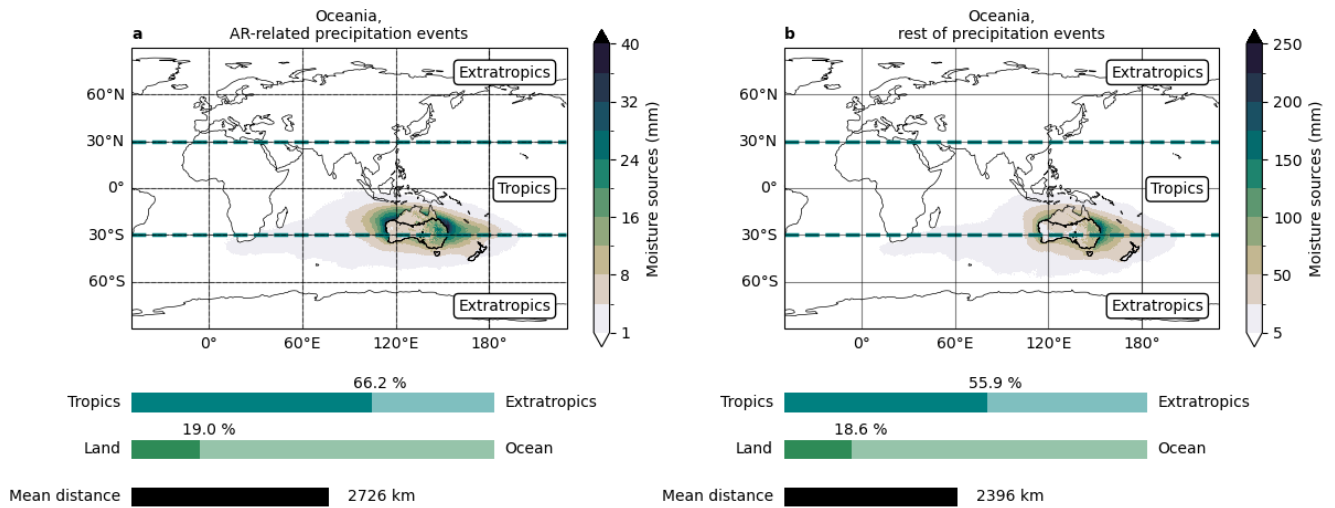 Oceania,
a AR-related precipitation events
Extratropics
60°N
30°N
0°
Tropics
30°S
60°S
Extratropics
0° 60°E 120°E 180°
40
32
24
16
8
1
Moisture sources (mm)
66.2 %
Tropics Extratropics
19.0 %
Land Ocean
Mean distance 2726 km
Oceania,
b rest of precipitation events
Extratropics
60°N
30°N
0°
Tropics
30°S
60°S
Extratropics
0° 60°E 120°E 180°
250
200
150
100
50
5
Moisture sources (mm)
55.9 %
Tropics Extratropics
18.6 %
Land Ocean
Mean distance 2396 km